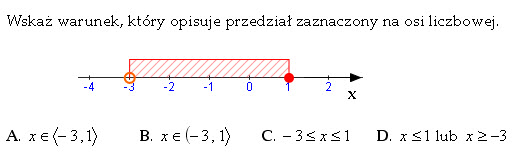 Wskaż warunek, który opisuje przedział zaznaczony na osi liczbowej.
-4 -3 -2 -1 0 1 2 x
A. x ∈ ⟨−3,1⟩ B. x ∈ (−3,1⟩ C. −3 ≤ x ≤ 1 D. x ≤ 1 lub x ≥ −3